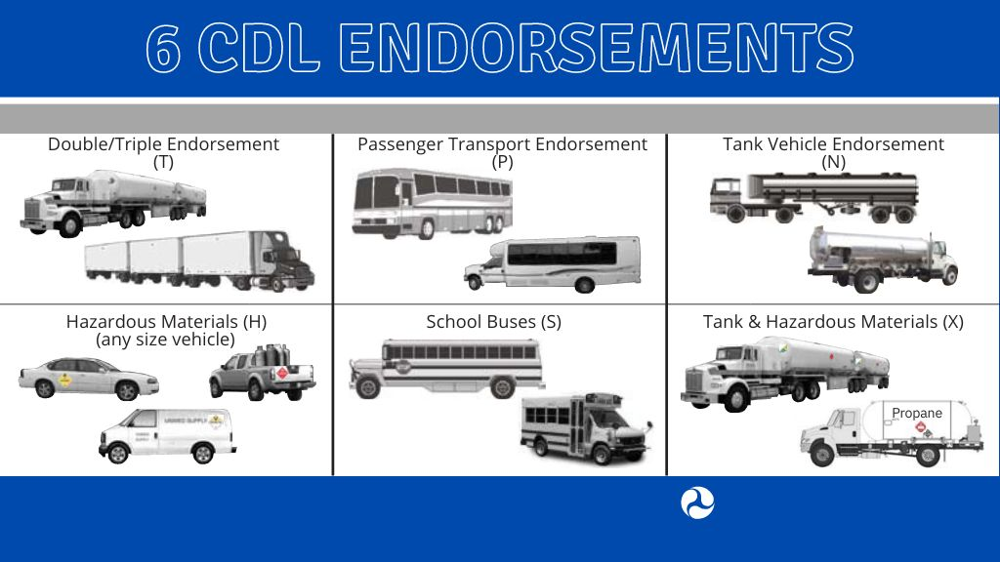 6 CDL ENDORSEMENTS
Double/Triple Endorsement
(T)
Passenger Transport Endorsement
(P)
Tank Vehicle Endorsement
(N)
Hazardous Materials (H)
(any size vehicle)
School Buses (S)
Tank & Hazardous Materials (X)
SUPPLY
Propane